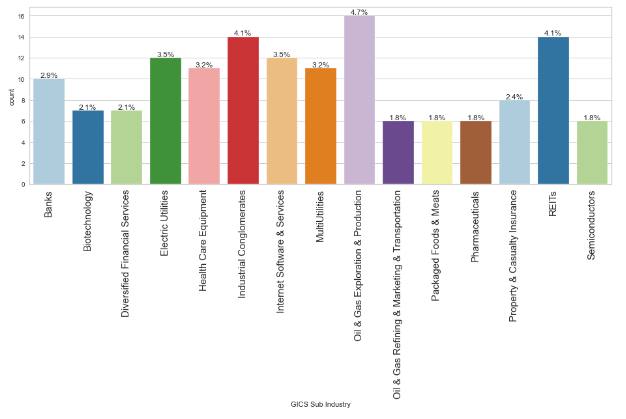 4.7%
4.1%
4.1%
3.5%
3.5%
3.2%
3.2%
2.9%
2.4%
2.1%
2.1%
1.8%
1.8%
1.8%
1.8%
16
14
12
10
8
6
4
2
0
count
Banks
Biotechnology
Diversified Financial Services
Electric Utilities
Health Care Equipment
Industrial Conglomerates
Internet Software & Services
MultiUtilities
Oil & Gas Exploration & Production
Oil & Gas Refining & Marketing & Transportation
Packaged Foods & Meats
Pharmaceuticals
Property & Casualty Insurance
REITs
Semiconductors
GICS Sub Industry